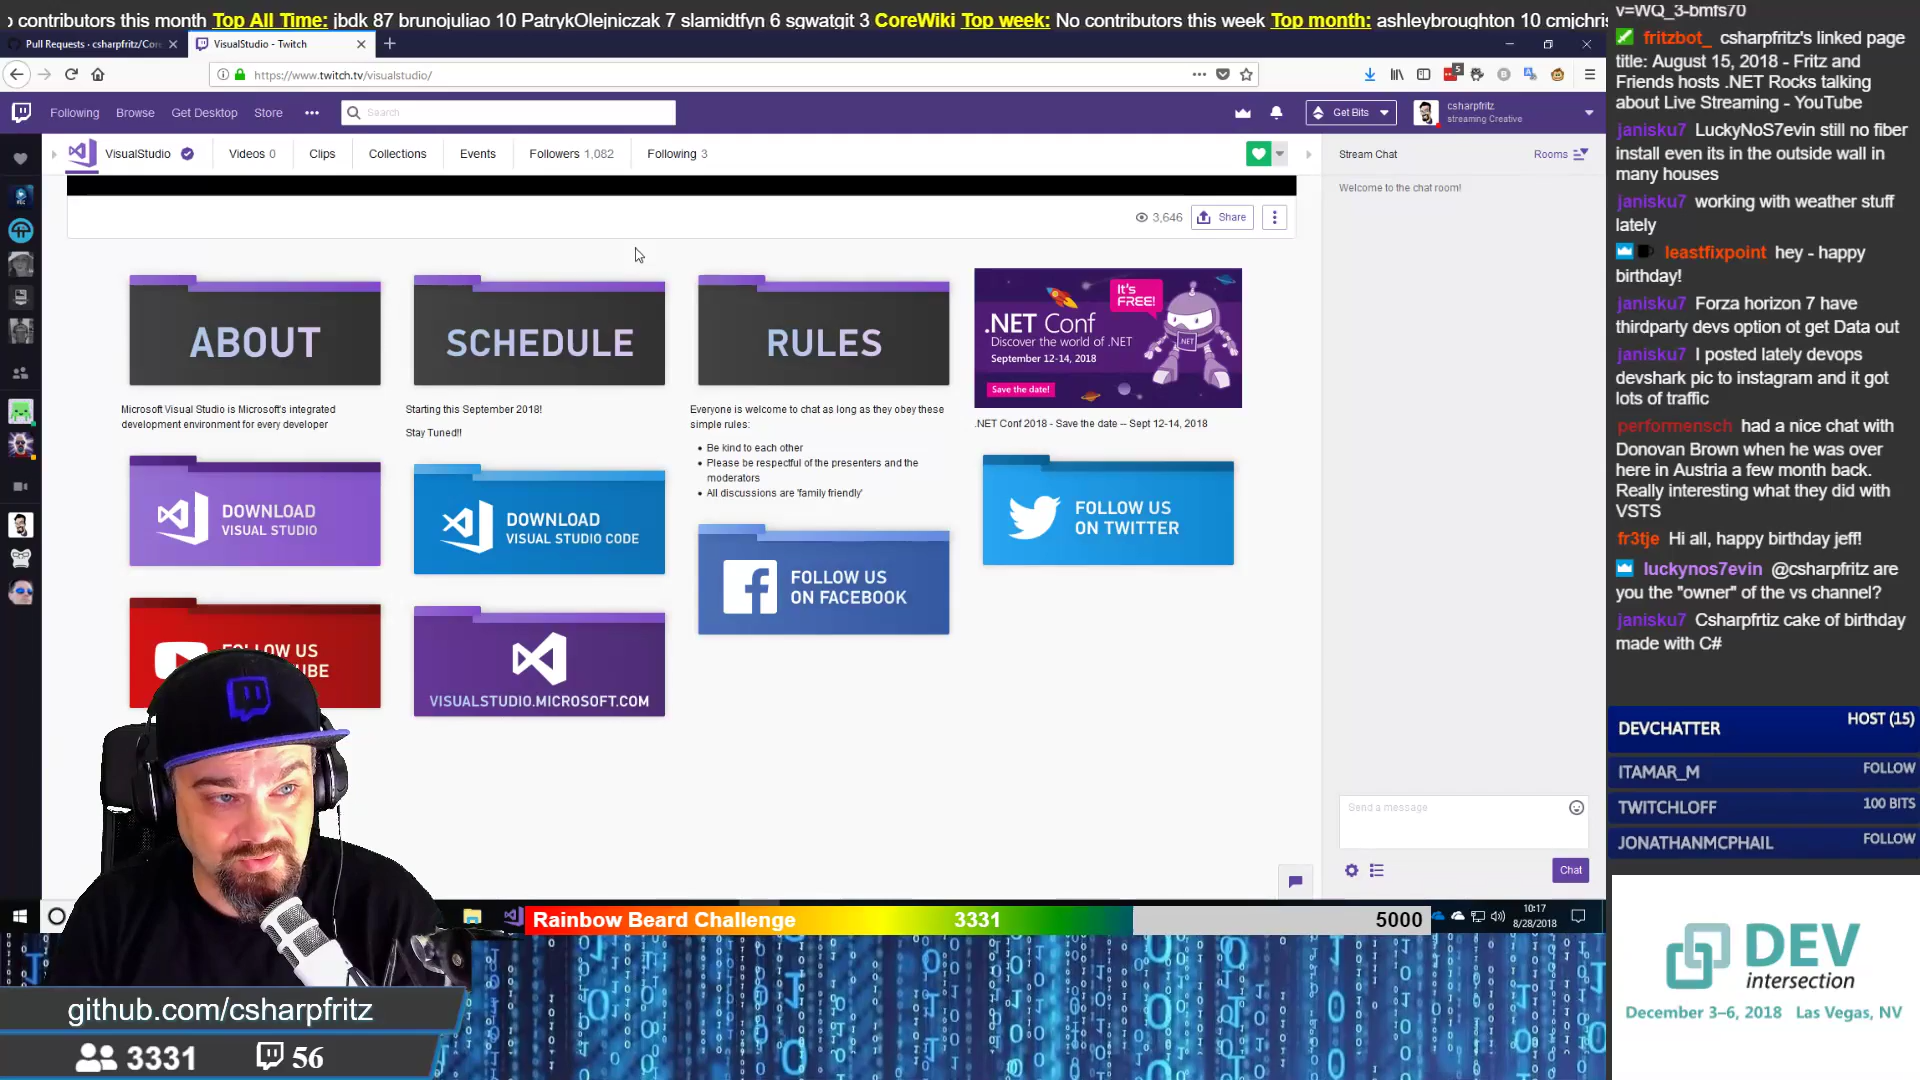 o contributors this month Top All Time: jbdk 87 brunojuliao 10 PatrykOlejniczak 7 slamidtfyn 6 sgwatgit 3 CoreWiki Top week: No contributors this week Top month: ashleybroughton 10 cmjchris
Pull Requests · csharpfritz/Core
VisualStudio - Twitch
https://www.twitch.tv/visualstudio/
5
Following
Browse
Get Desktop
Store
Search
Get Bits
csharpfritz
streaming Creative
VisualStudio
Videos 0
Clips
Collections
Events
Followers 1,082
Following 3
Stream Chat
Rooms
Welcome to the chat room!
3,646
Share
ABOUT
Microsoft Visual Studio is Microsoft's integrated
development environment for every developer
DOWNLOAD
VISUAL STUDIO
FOLLOW US
SCHEDULE
Starting this September 2018!
Stay Tuned!!
DOWNLOAD
VISUAL STUDIO CODE
VISUALSTUDIO.MICROSOFT.COM
RULES
Everyone is welcome to chat as long as they obey these
simple rules:
• Be kind to each other
• Please be respectful of the presenters and the
moderators
• All discussions are 'family friendly'
FOLLOW US
ON FACEBOOK
It's
FREE!
.NET Conf
Discover the world of .NET
September 12-14, 2018
Save the date!
.NET
.NET Conf 2018 - Save the date -- Sept 12-14, 2018
FOLLOW US
ON TWITTER
Send a message
Chat
v=WQ_3-bmfs70
fritzbot_ csharpfritz's linked page
title: August 15, 2018 - Fritz and
Friends hosts .NET Rocks talking
about Live Streaming - YouTube
janisku7 LuckyNoS7evin still no fiber
install even its in the outside wall in
many houses
janisku7 working with weather stuff
lately
leastfixpoint hey - happy
birthday!
janisku7 Forza horizon 7 have
thirdparty devs option ot get Data out
janisku7 I posted lately devops
devshark pic to instagram and it got
lots of traffic
performensch had a nice chat with
Donovan Brown when he was over
here in Austria a few month back.
Really interesting what they did with
VSTS
fr3tje Hi all, happy birthday jeff!
luckynos7evin @csharpfritz are
you the "owner" of the vs channel?
janisku7 Csharpfrtiz cake of birthday
made with C#
DEVCHATTER HOST (15)
ITAMAR_M FOLLOW
TWITCHLOFF 100 BITS
JONATHANMCPHAIL FOLLOW
DEV
intersection
December 3–6, 2018 Las Vegas, NV
Rainbow Beard Challenge 3331 5000
10:17
8/28/2018
github.com/csharpfritz
3331 56